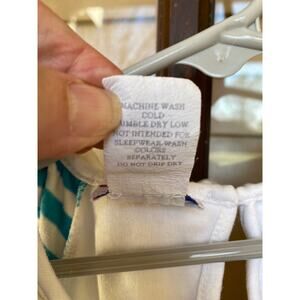 MACHINE WASH
COLD
TUMBLE DRY LOW
NOT INTENDED FOR
SLEEPWEAR WASH
COLORS
SEPARATELY
DO NOT DRIP DRY